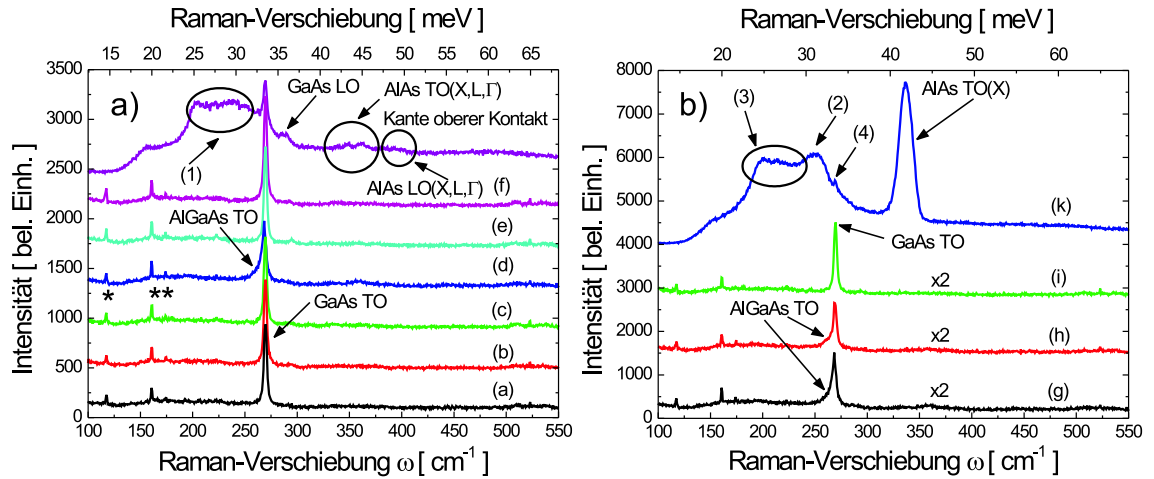 Raman-Verschiebung [ meV ]
15 20 25 30 35 40 45 50 55 60 65
3500
3000
2500
2000
1500
1000
500
0
Intensität [ bel. Einh. ]
a)
GaAs LO
AlAs TO(X,L,Γ)
Kante oberer Kontakt
(1)
AlAs LO(X,L,Γ)
(f)
AlGaAs TO
(e)
(d)
*
**
GaAs TO
(c)
(b)
(a)
100 150 200 250 300 350 400 450 500 550
Raman-Verschiebung ω [ cm-1 ]
Raman-Verschiebung [ meV ]
20 30 40 50 60
8000
7000
6000
5000
4000
3000
2000
1000
0
Intensität [ bel. Einh. ]
b)
(3)
(2)
(4)
AlAs TO(X)
(k)
GaAs TO
x2
(i)
AlGaAs TO
x2
(h)
x2
(g)
100 150 200 250 300 350 400 450 500 550
Raman-Verschiebung ω [ cm-1 ]